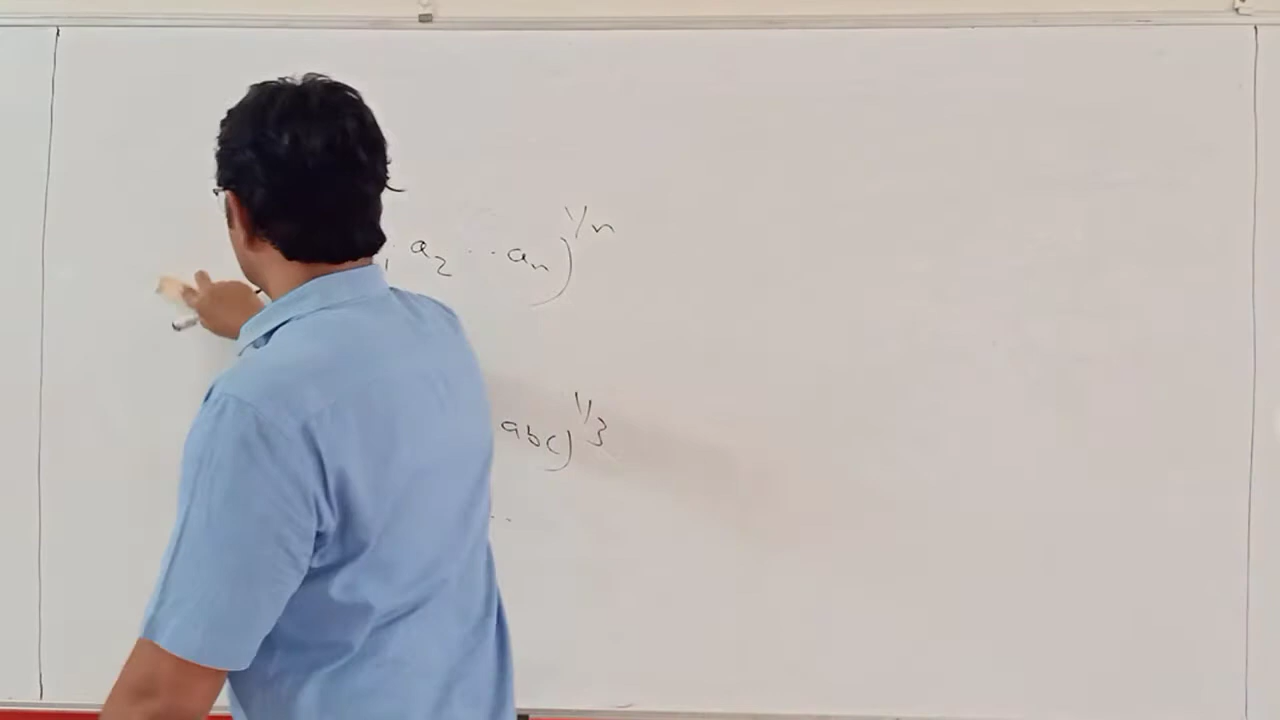 a₂ ·· aₙ)^1/n
abc)^1/3
..